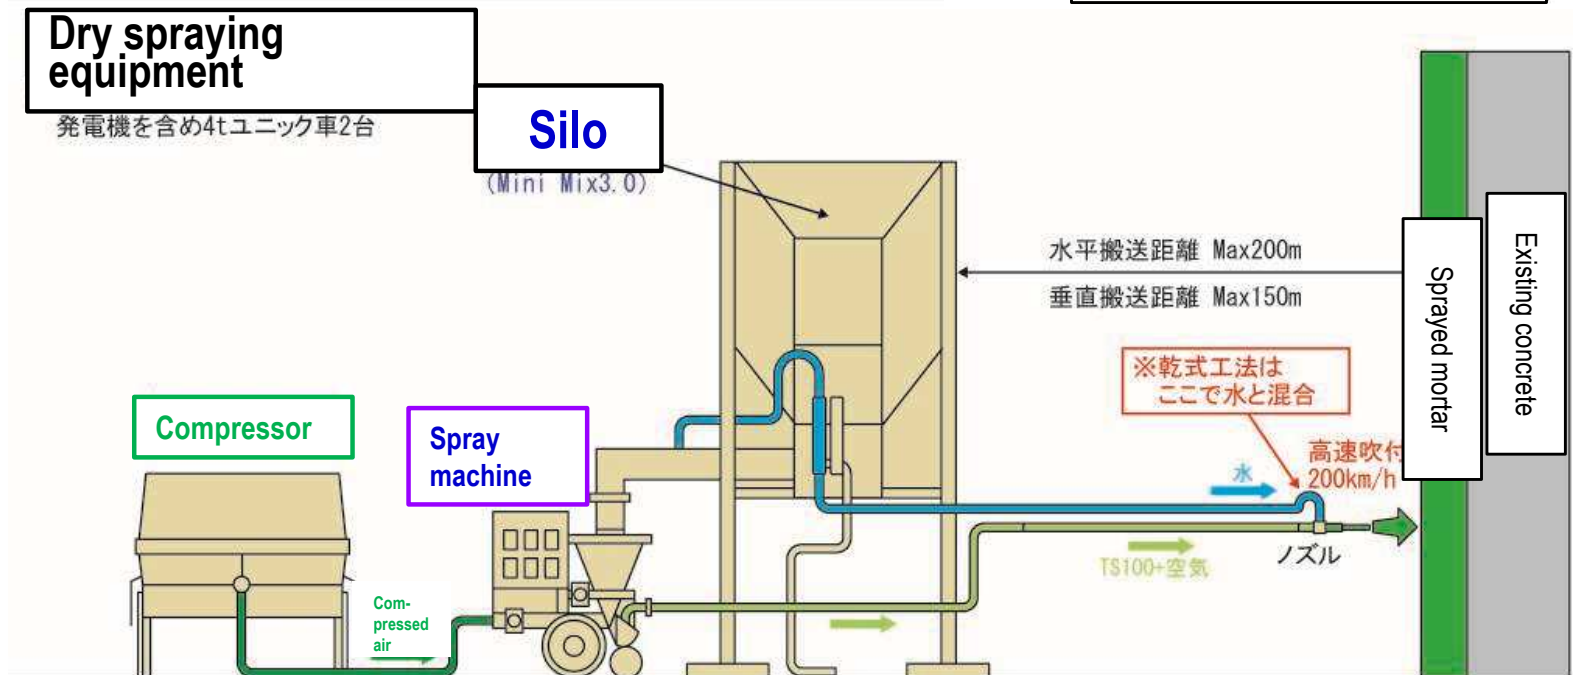 Dry spraying
equipment
発電機を含め4tユニック車2台
Silo
(Mini Mix3.0)
水平搬送距離 Max200m
垂直搬送距離 Max150m
Existing concrete
Sprayed mortar
※乾式工法は
ここで水と混合
Compressor
Spray
machine
高速吹付
200km/h
水
ノズル
TS100+空気
Com-
pressed
air